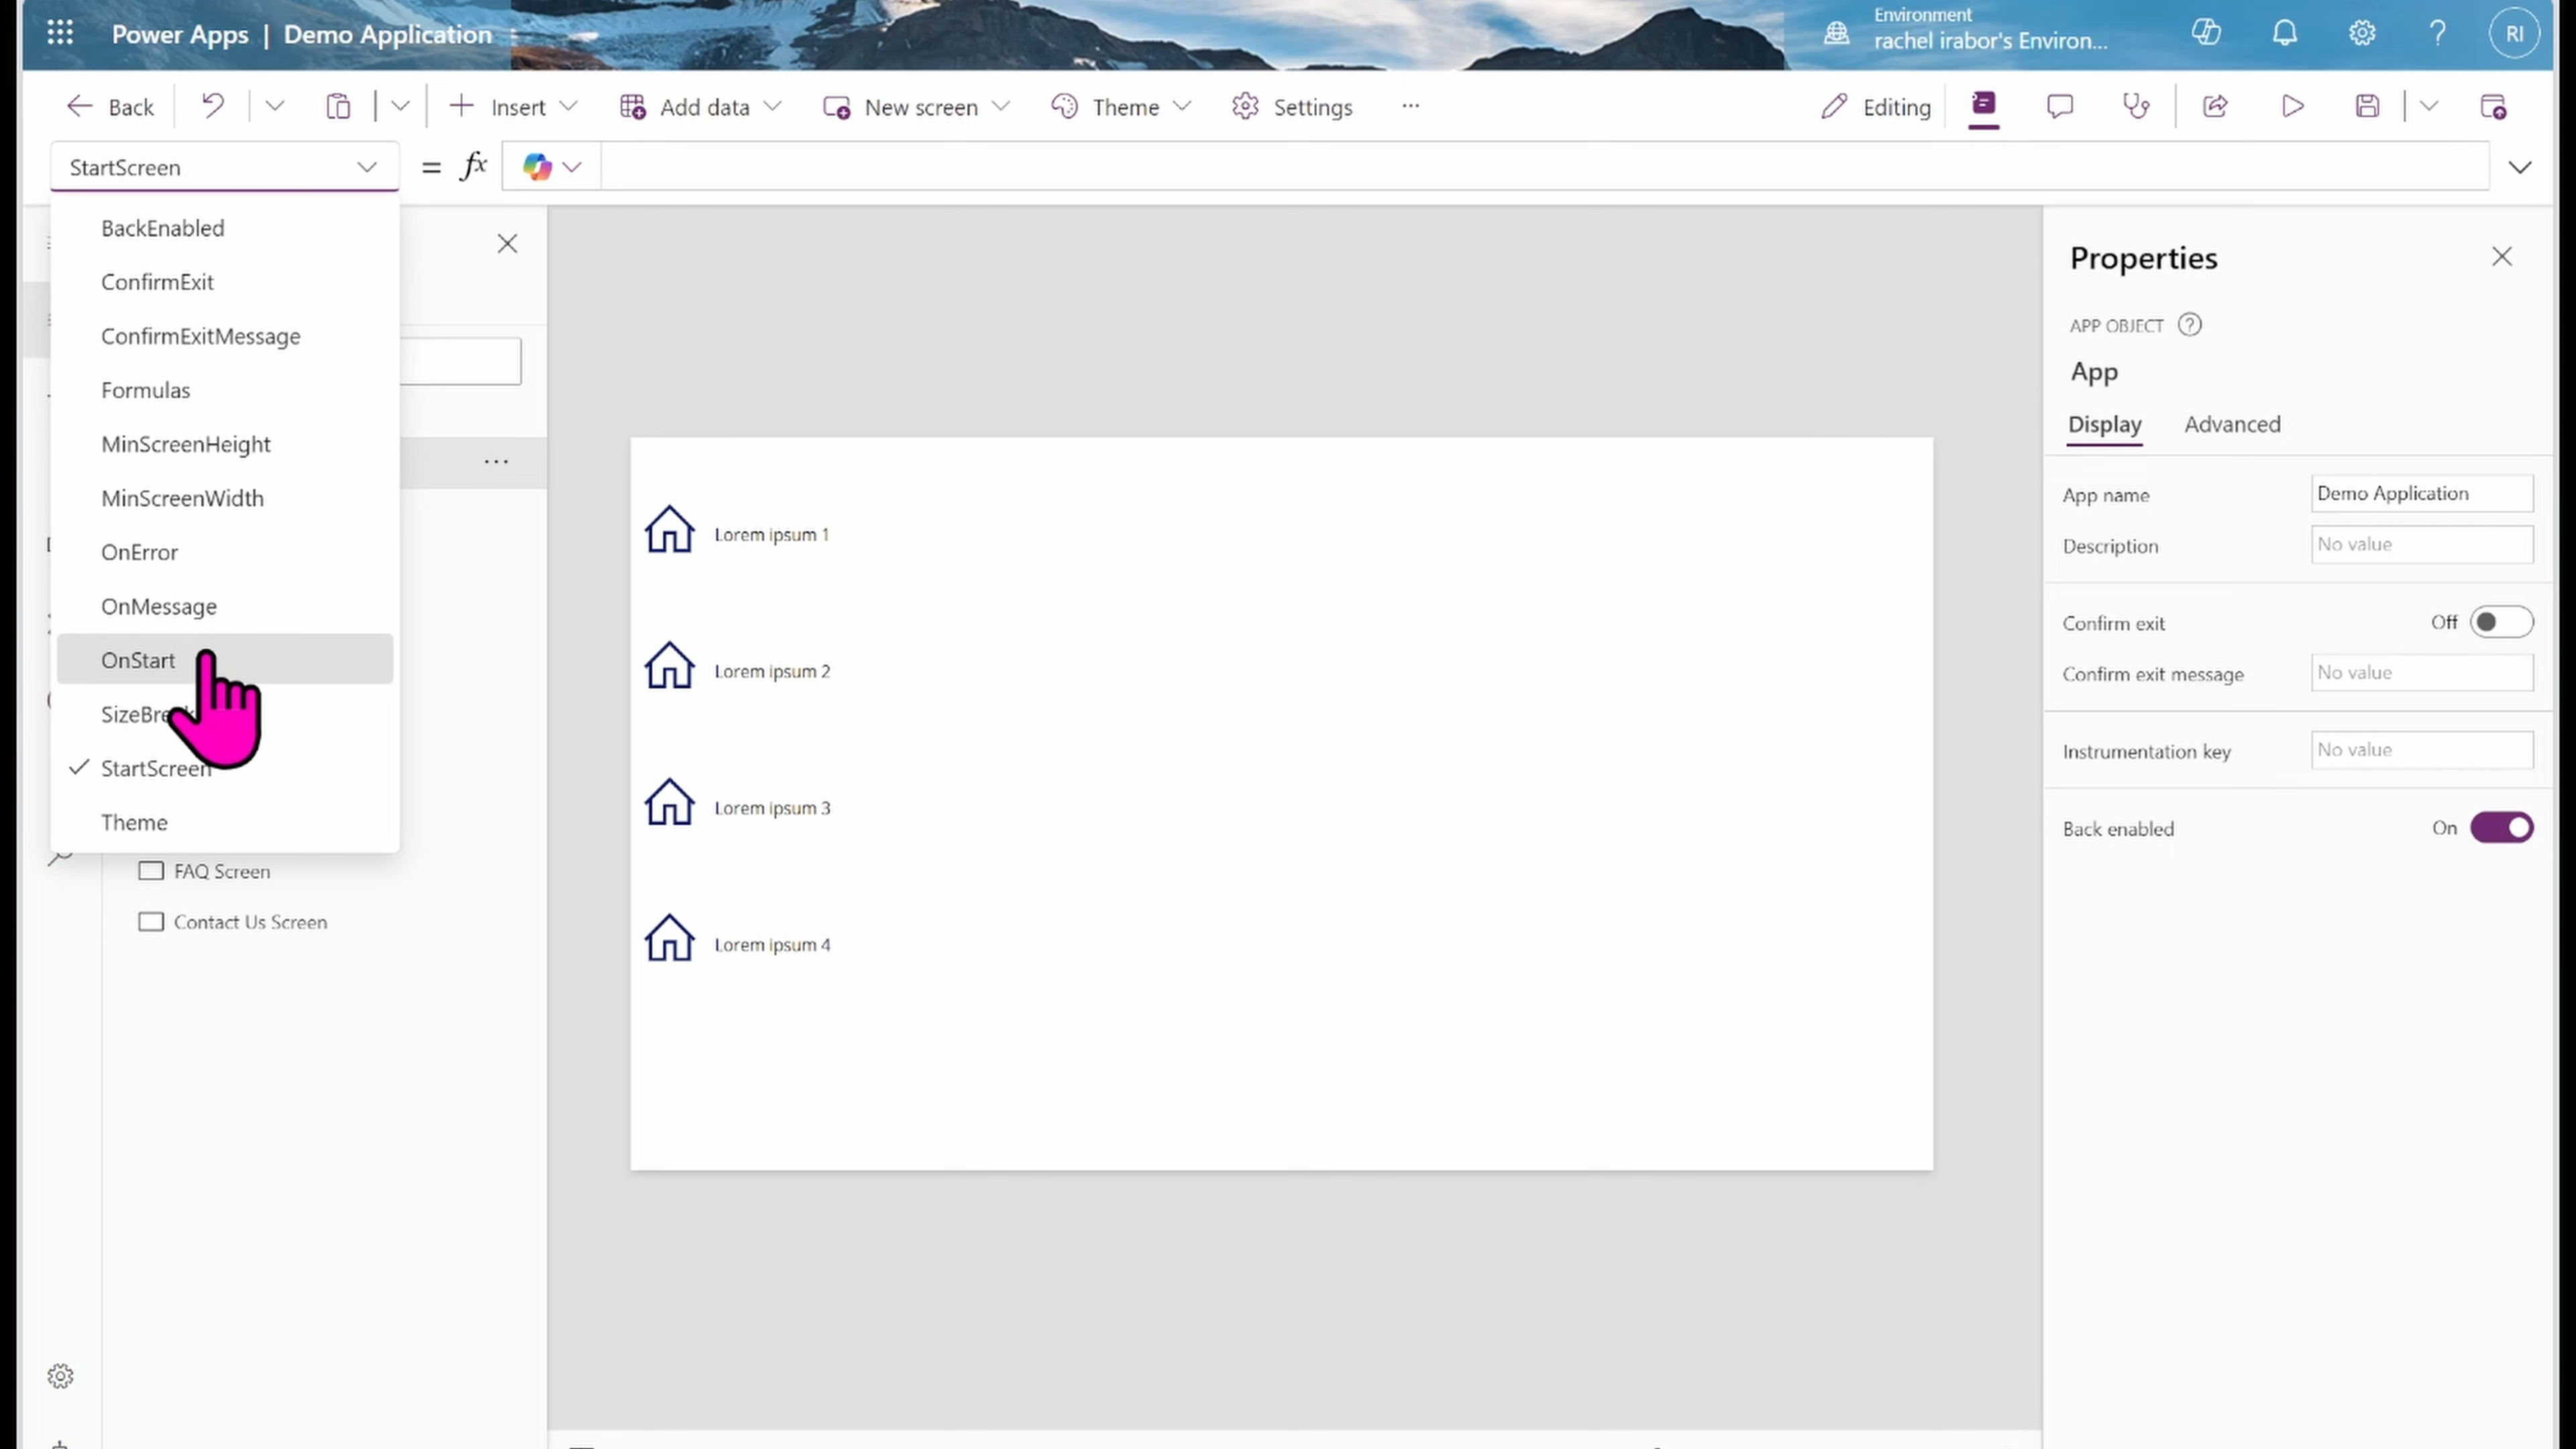 Power Apps | Demo Application
Environment
rachel irabor's Environ...
RI
Back
Insert
Add data
New screen
Theme
Settings
...
Editing
StartScreen
= fx
BackEnabled
ConfirmExit
ConfirmExitMessage
Formulas
MinScreenHeight
MinScreenWidth
OnError
OnMessage
OnStart
StartScreen
Theme
...
FAQ Screen
Contact Us Screen
Lorem ipsum 1
Lorem ipsum 2
Lorem ipsum 3
Lorem ipsum 4
Properties
APP OBJECT ?
App
Display Advanced
App name Demo Application
Description No value
Confirm exit Off
Confirm exit message No value
Instrumentation key No value
Back enabled On